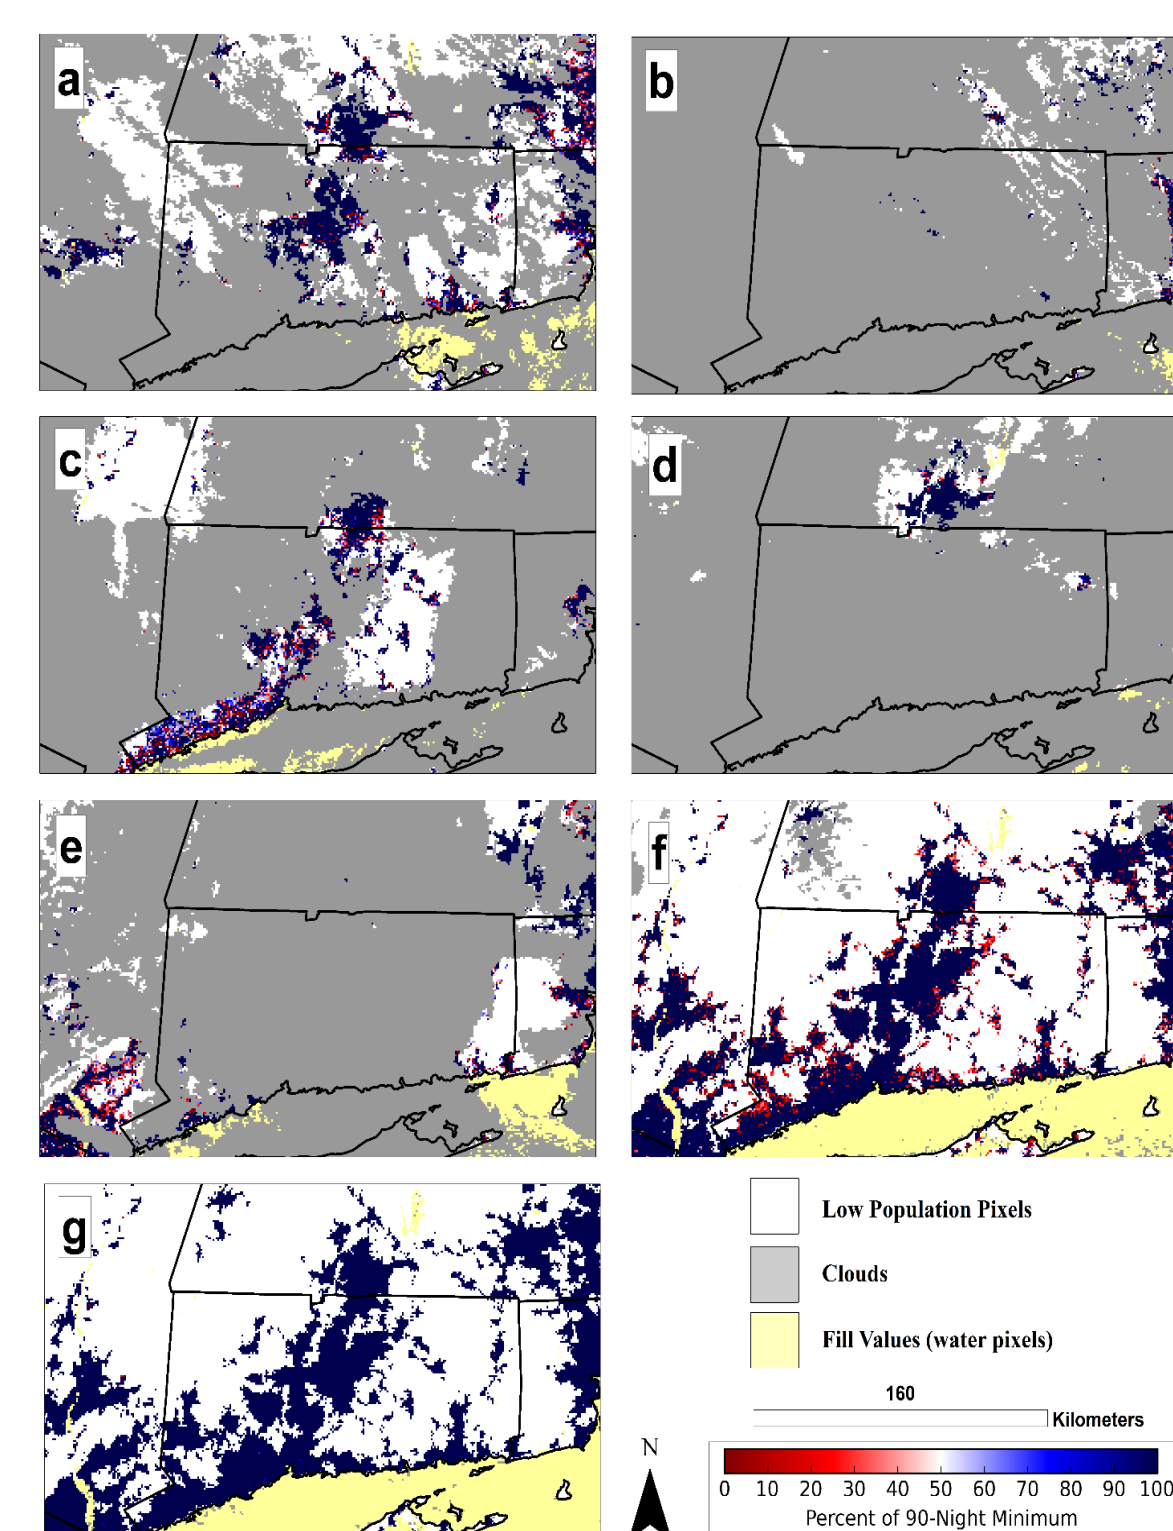 a
b
c
d
e
f
g
Low Population Pixels
Clouds
Fill Values (water pixels)
160
Kilometers
N
0 10 20 30 40 50 60 70 80 90 100
Percent of 90-Night Minimum